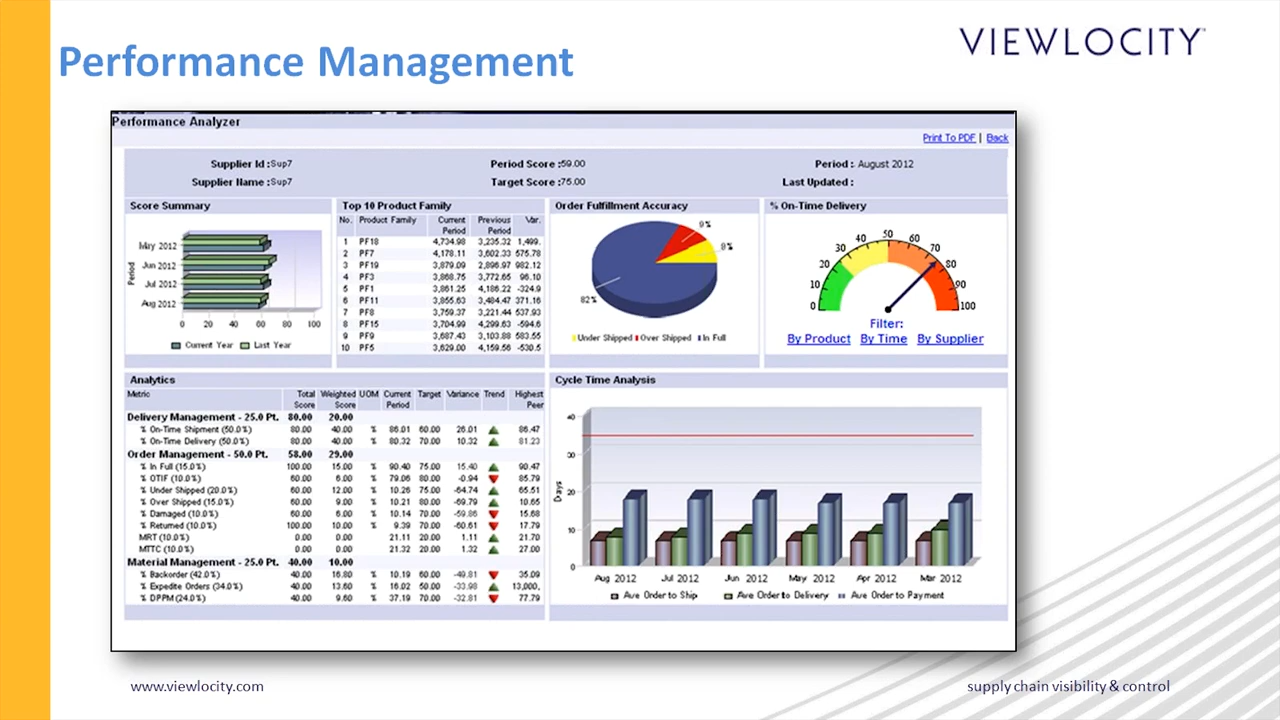 Performance Management
VIEWLOCITY
Performance Analyzer
Print To PDF | Back
Supplier Id :Sup7
Period Score :59.00
Period : August 2012
Supplier Name :Sup7
Target Score :75.00
Last Updated :
Score Summary
May 2012
Jun 2012
Jul 2012
Aug 2012
Period
0 20 40 60 80 100
Current Year Last Year
Top 10 Product Family
No. Product Family Current Period Previous Period Var.
1 PF18 4,734.98 3,235.32 1,499.
2 PF7 4,178.11 3,602.33 575.78
3 PF19 3,879.09 2,896.97 982.12
4 PF3 3,868.75 3,772.65 96.10
5 PF1 3,861.25 4,186.22 -324.9
6 PF11 3,855.63 3,484.47 371.16
7 PF8 3,759.37 3,221.44 537.93
8 PF15 3,704.99 4,299.63 -594.6
9 PF9 3,687.43 3,103.88 583.55
10 PF5 3,629.00 4,159.56 -530.5
Order Fulfillment Accuracy
9%
9%
82%
Under Shipped Over Shipped In Full
% On-Time Delivery
0 10 20 30 40 50 60 70 80 90 100
Filter:
By Product By Time By Supplier
Analytics
Metric Total Score Weighted Score UOM Current Period Target Variance Trend Highest Peer
Delivery Management - 25.0 Pt. 80.00 20.00
% On-Time Shipment (50.0%) 80.00 40.00 % 86.01 60.00 26.01 86.47
% On-Time Delivery (50.0%) 80.00 40.00 % 80.32 70.00 10.32 81.23
Order Management - 50.0 Pt. 58.00 29.00
% In Full (15.0%) 100.00 15.00 % 90.40 75.00 15.40 90.47
% OTIF (10.0%) 60.00 6.00 % 79.06 80.00 -0.94 85.79
% Under Shipped (20.0%) 60.00 12.00 % 10.26 75.00 -64.74 65.51
% Over Shipped (15.0%) 60.00 9.00 % 10.21 80.00 -69.79 10.65
% Damaged (10.0%) 60.00 6.00 % 10.14 70.00 -59.86 15.68
% Returned (10.0%) 100.00 10.00 % 9.39 70.00 -60.61 17.79
MRT (10.0%) 0.00 0.00 21.11 20.00 1.11 21.70
MTTC (10.0%) 0.00 0.00 21.32 20.00 1.32 27.00
Material Management - 25.0 Pt. 40.00 10.00
% Backorder (42.0%) 40.00 16.80 % 10.19 60.00 -49.81 35.09
% Expedite Orders (34.0%) 40.00 13.60 % 16.02 50.00 -33.98 13,000.
% DPPM (24.0%) 40.00 9.60 % 37.19 70.00 -32.81 77.79
Cycle Time Analysis
40
30
20
10
0
Days
Aug 2012 Jul 2012 Jun 2012 May 2012 Apr 2012 Mar 2012
Ave Order to Ship Ave Order to Delivery Ave Order to Payment
www.viewlocity.com
supply chain visibility & control